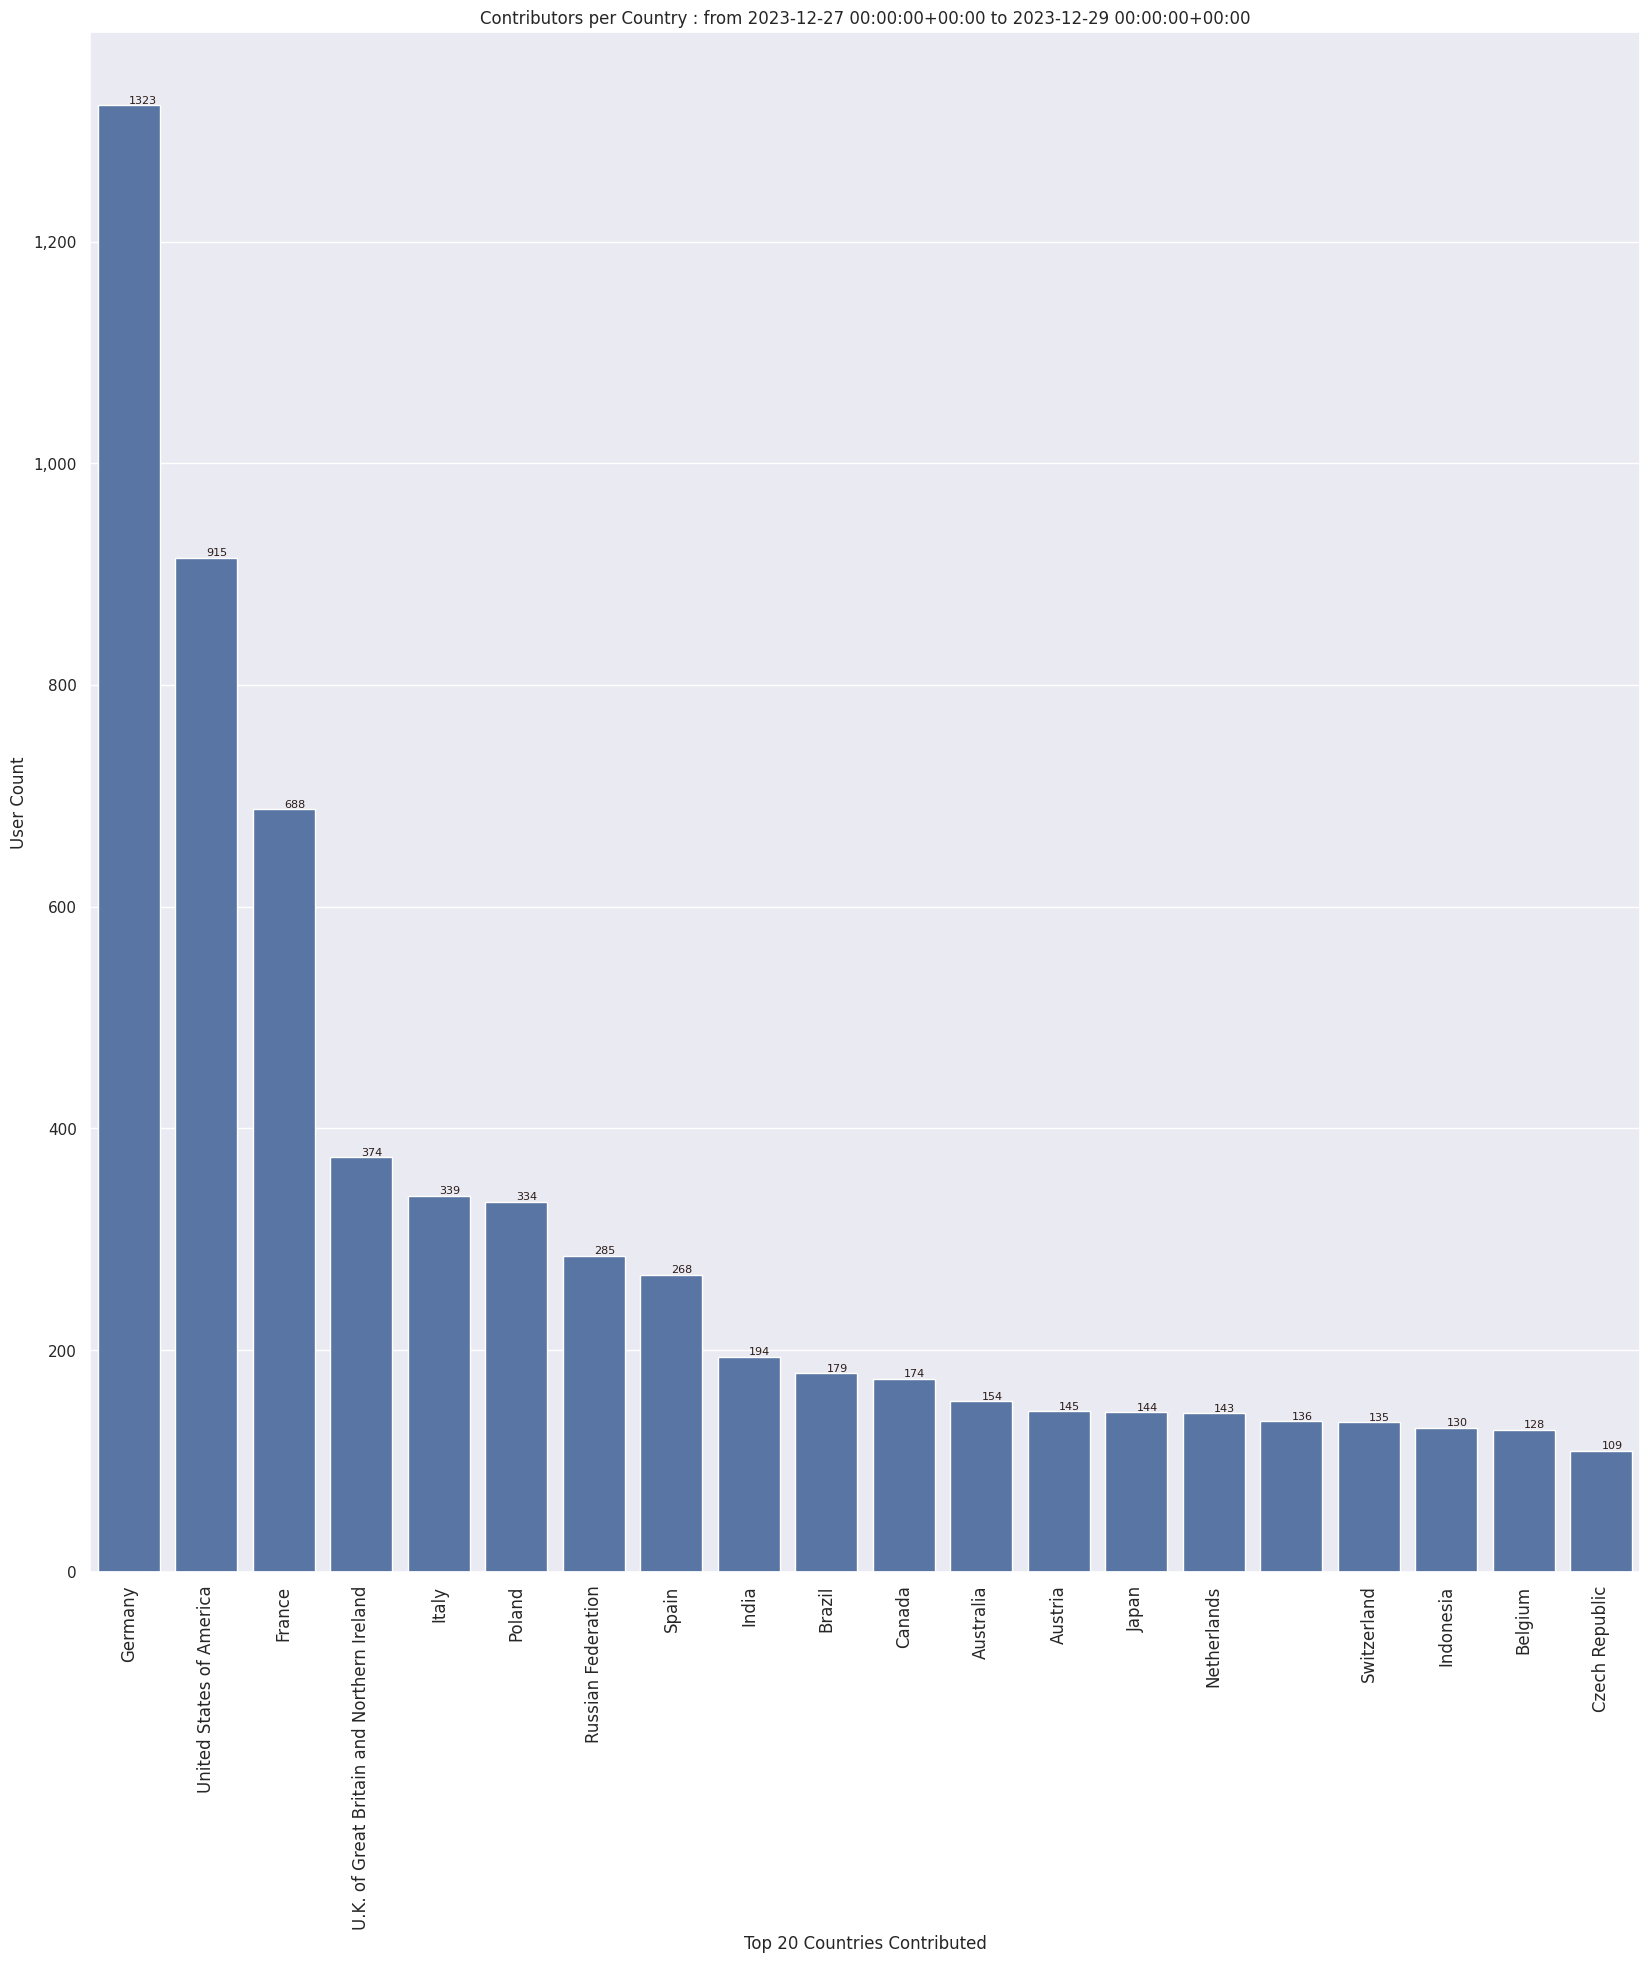 Contributors per Country : from 2023-12-27 00:00:00+00:00 to 2023-12-29 00:00:00+00:00
User Count
1,200
1,000
800
600
400
200
0
1323
915
688
374
339
334
285
268
194
179
174
154
145
144
143
136
135
130
128
109
Germany
United States of America
France
U.K. of Great Britain and Northern Ireland
Italy
Poland
Russian Federation
Spain
India
Brazil
Canada
Australia
Austria
Japan
Netherlands
Switzerland
Indonesia
Belgium
Czech Republic
Top 20 Countries Contributed